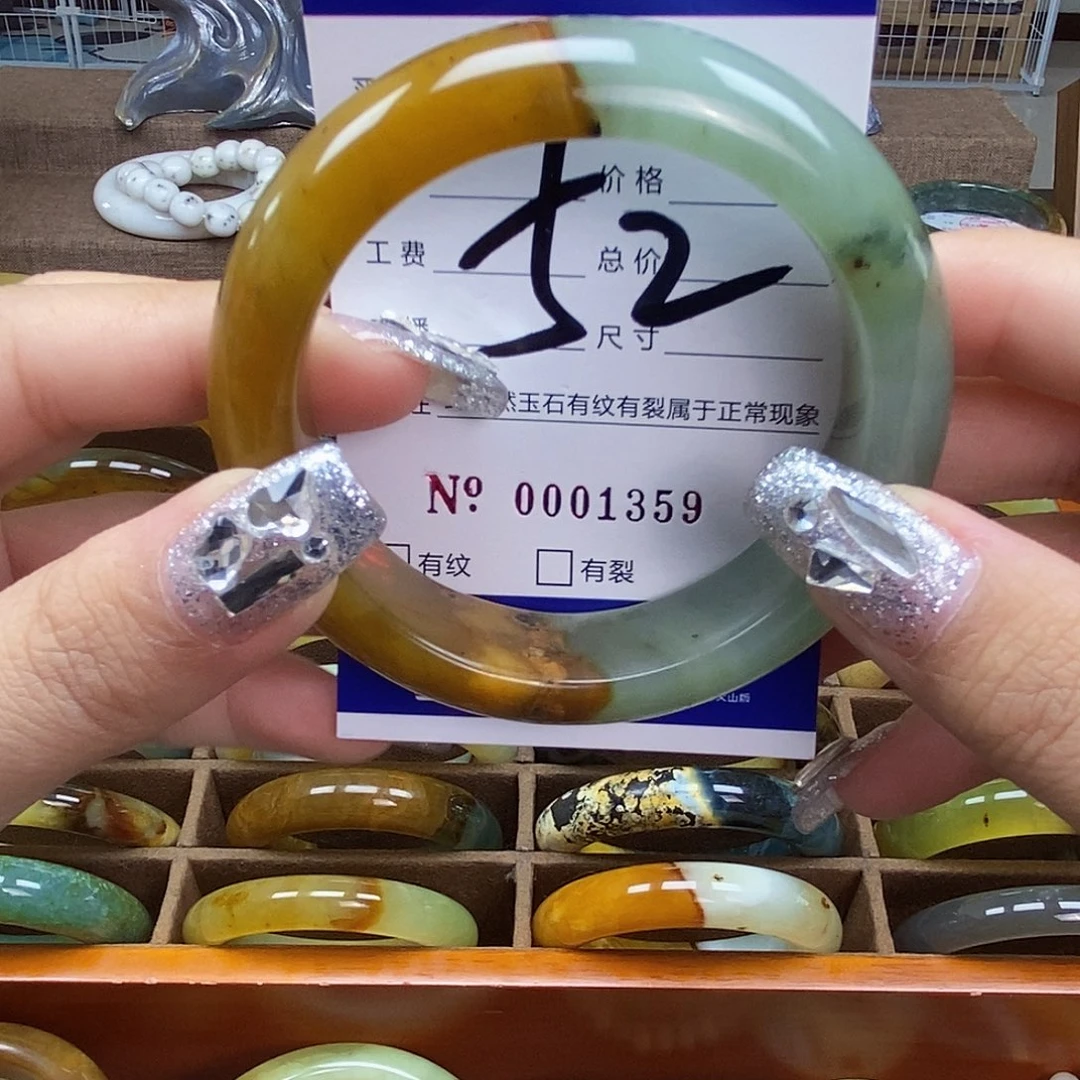 价格
52
工费 总价
尺寸
然玉石有纹有裂属于正常现象
Nº 0001359
有纹 有裂